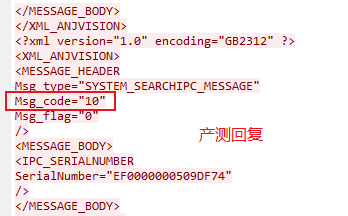 </MESSAGE_BODY>
</XML_ANJVISION>
<?xml version="1.0" encoding="GB2312" ?>
<XML_ANJVISION>
<MESSAGE_HEADER
Msg_type="SYSTEM_SEARCHIPC_MESSAGE"
Msg_code="10"
Msg_flag="0"
/>
产测回复
<MESSAGE_BODY>
<IPC_SERIALNUMBER
SerialNumber="EF0000000509DF74"
/>
</MESSAGE_BODY>